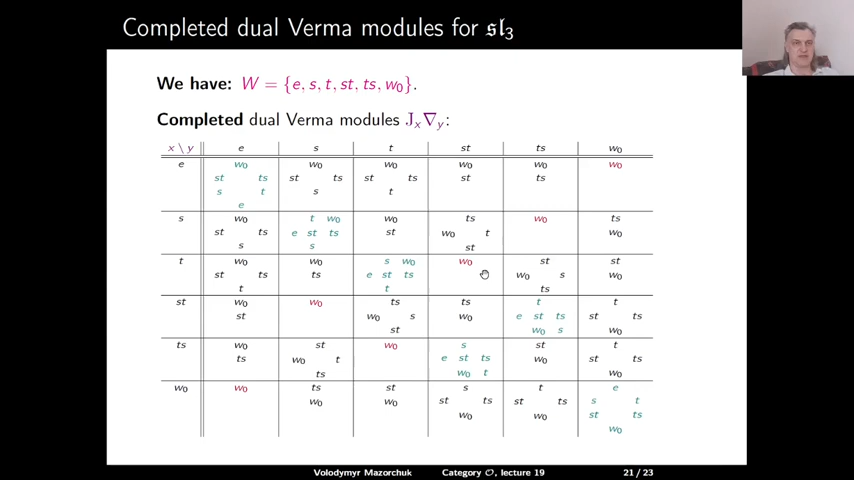 Completed dual Verma modules for 𝔰𝔩₃
We have: W = {e, s, t, st, ts, w₀}.
Completed dual Verma modules Jₓ∇ᵧ:
x \ y e s t st ts w₀
e w₀ w₀ w₀ w₀ w₀ w₀
st ts st ts st ts st ts
s t s t
e
s w₀ t w₀ w₀ ts w₀ ts
st ts e st ts st w₀ t w₀
s s st
t w₀ w₀ s w₀ w₀ st st
st ts ts e st ts w₀ s w₀
t t ts
st w₀ w₀ ts ts t t
st w₀ s w₀ e st ts st ts
st w₀ s w₀
ts w₀ st w₀ s st t
ts w₀ t e st ts w₀ st ts
ts w₀ t w₀
w₀ w₀ ts st s t e
w₀ w₀ st ts st ts s t
w₀ w₀ st ts
w₀
Volodymyr Mazorchuk Category 𝒪, lecture 19 21 / 23